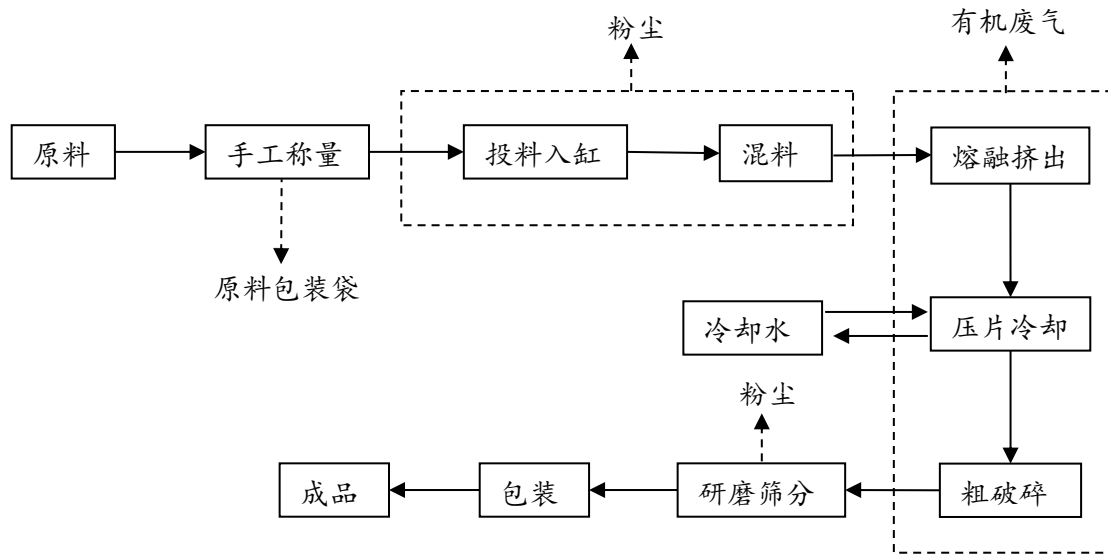 粉尘
有机废气
原料
手工称量
投料入缸
混料
熔融挤出
原料包装袋
冷却水
压片冷却
粉尘
成品
包装
研磨筛分
粗破碎